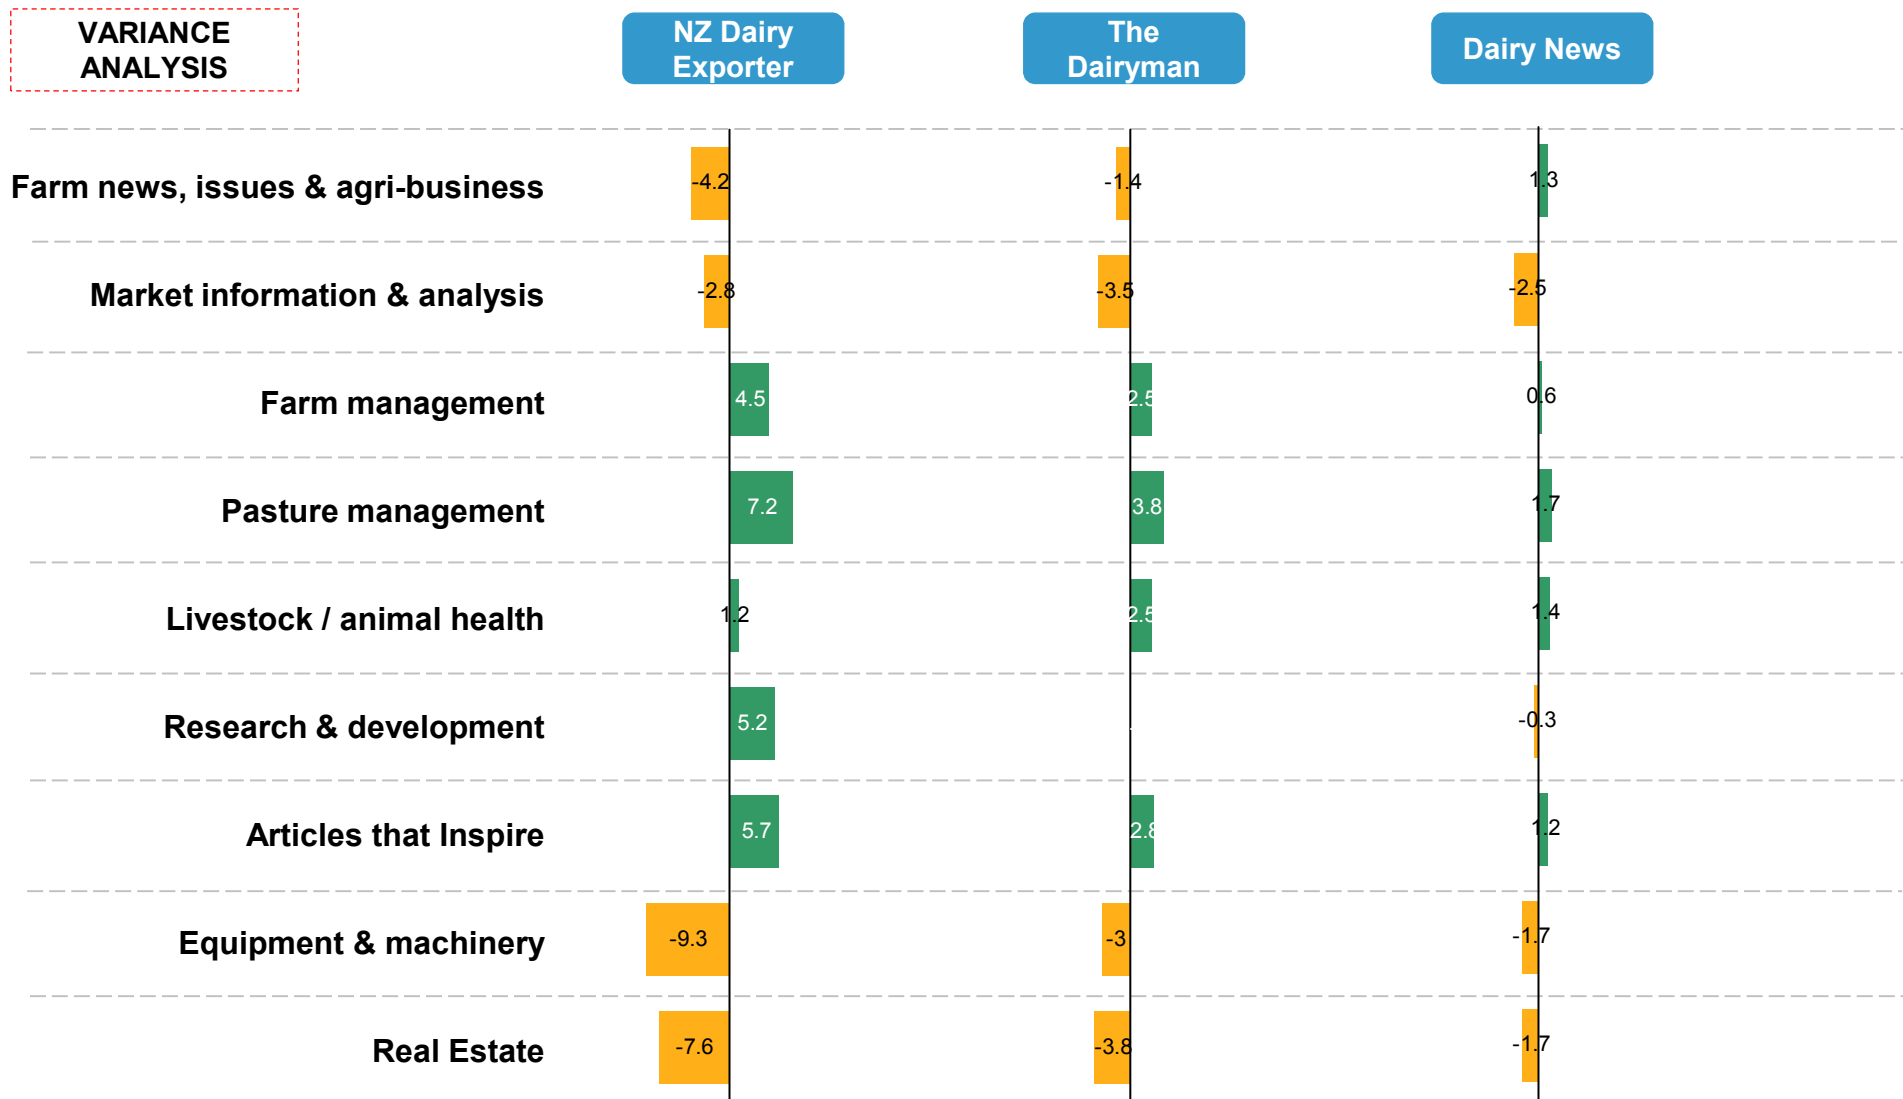 VARIANCE
ANALYSIS
NZ Dairy
Exporter
The
Dairyman
Dairy News
Farm news, issues & agri-business
-4.2
-1.4
1.3
Market information & analysis
-2.8
-3.5
-2.5
Farm management
4.5
2.5
0.6
Pasture management
7.2
3.8
1.7
Livestock / animal health
1.2
2.5
1.4
Research & development
5.2
-0.3
Articles that Inspire
5.7
2.8
1.2
Equipment & machinery
-9.3
-3
-1.7
Real Estate
-7.6
-3.8
-1.7